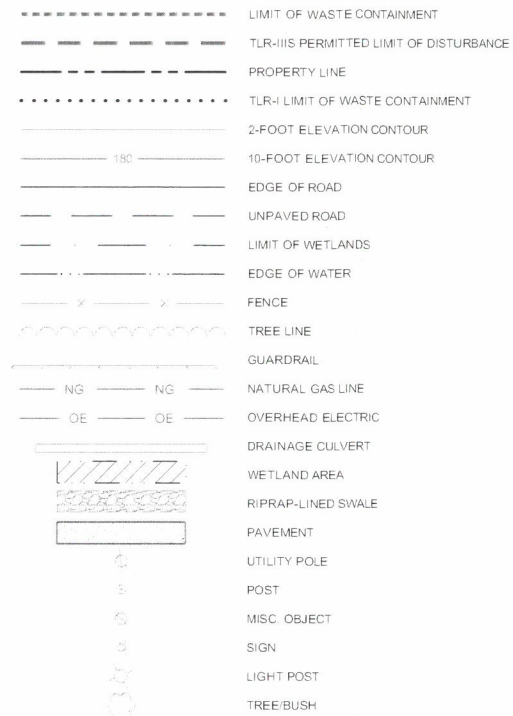 LIMIT OF WASTE CONTAINMENT
TLR-IIIS PERMITTED LIMIT OF DISTURBANCE
PROPERTY LINE
TLR-I LIMIT OF WASTE CONTAINMENT
2-FOOT ELEVATION CONTOUR
180 10-FOOT ELEVATION CONTOUR
EDGE OF ROAD
UNPAVED ROAD
LIMIT OF WETLANDS
EDGE OF WATER
X X FENCE
TREE LINE
GUARDRAIL
NG NG NATURAL GAS LINE
OE OE OVERHEAD ELECTRIC
DRAINAGE CULVERT
WETLAND AREA
RIPRAP-LINED SWALE
PAVEMENT
UTILITY POLE
POST
MISC. OBJECT
SIGN
LIGHT POST
TREE/BUSH